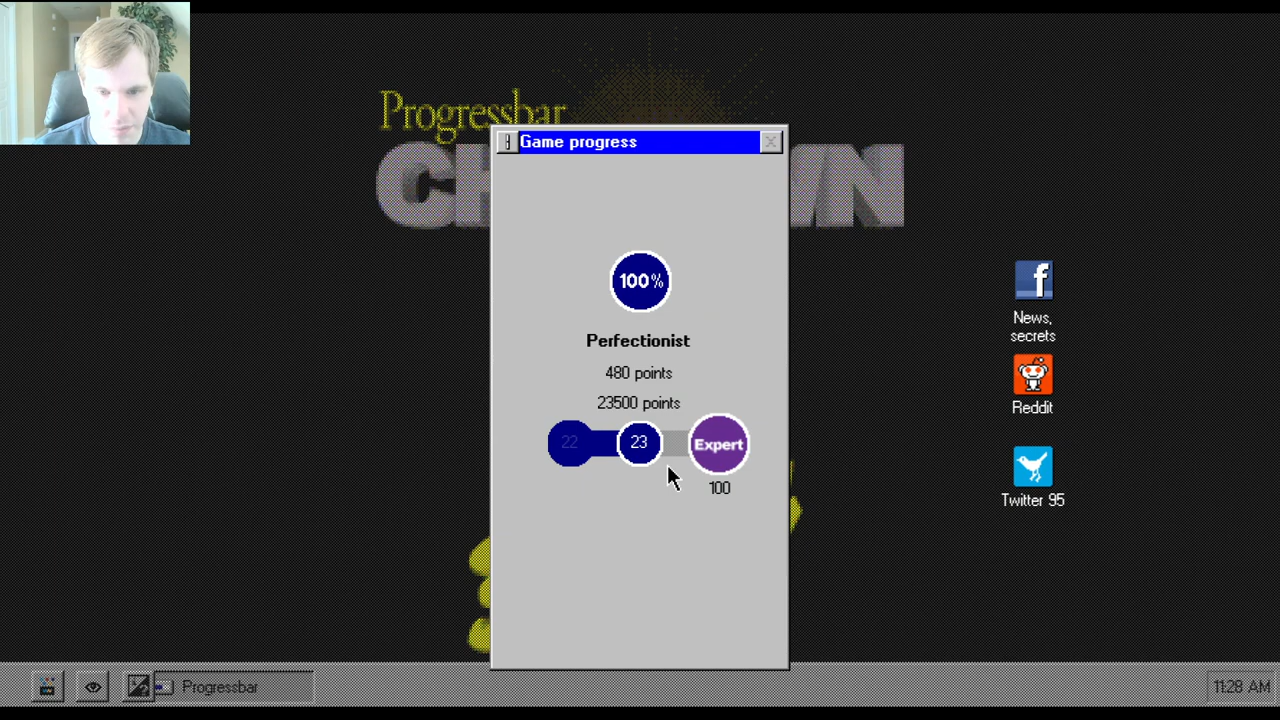 Progressbar
Game progress
100%
Perfectionist
480 points
23500 points
22
23
Expert
100
News,
secrets
Reddit
Twitter 95
Progressbar
11:28 AM